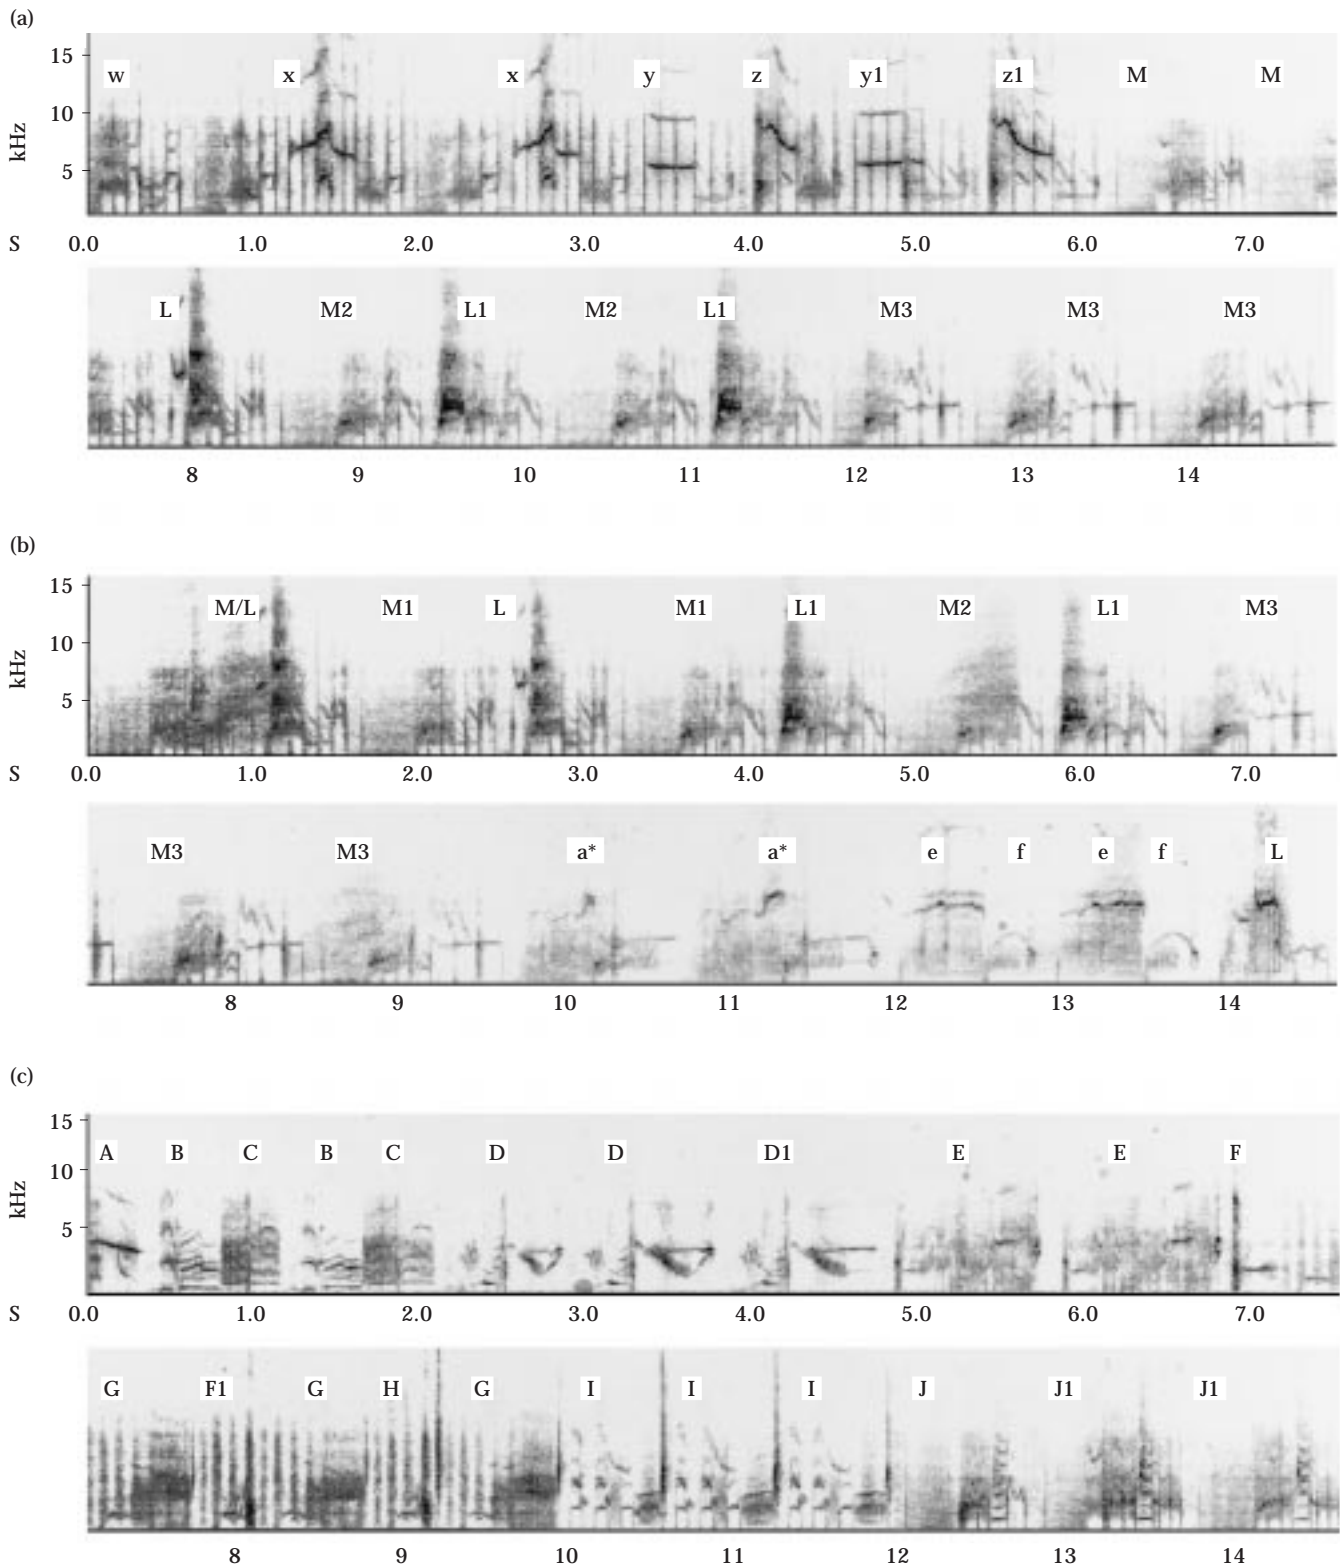 (a)
15
w x x y z y1 z1 M M
10
kHz
5
S 0.0 1.0 2.0 3.0 4.0 5.0 6.0 7.0
L M2 L1 M2 L1 M3 M3 M3
8 9 10 11 12 13 14
(b)
15
M/L M1 L M1 L1 M2 L1 M3
10
kHz
5
S 0.0 1.0 2.0 3.0 4.0 5.0 6.0 7.0
M3 M3 a* a* e f e f L
8 9 10 11 12 13 14
(c)
15
A B C B C D D D1 E E F
10
kHz
5
S 0.0 1.0 2.0 3.0 4.0 5.0 6.0 7.0
G F1 G H G I I I J J1 J1
8 9 10 11 12 13 14